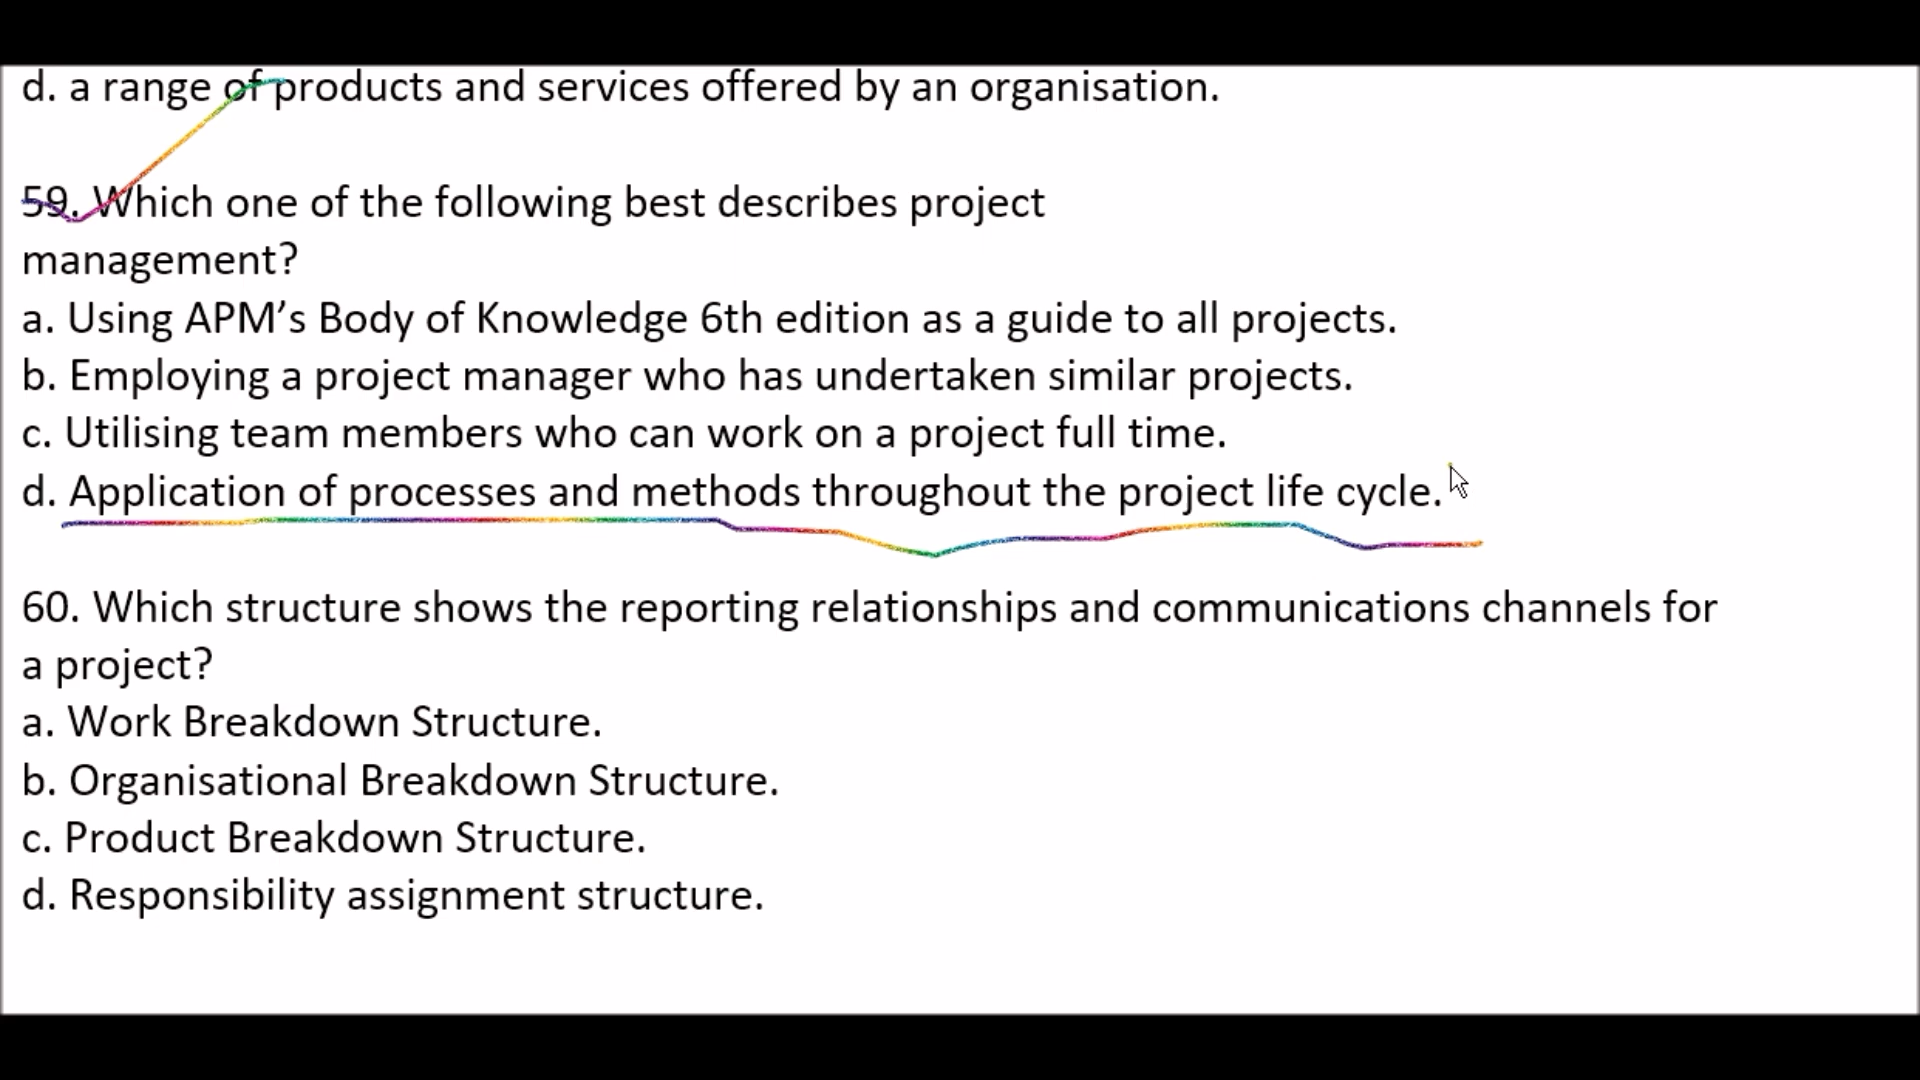 d. a range of products and services offered by an organisation.
59. Which one of the following best describes project
management?
a. Using APM’s Body of Knowledge 6th edition as a guide to all projects.
b. Employing a project manager who has undertaken similar projects.
c. Utilising team members who can work on a project full time.
d. Application of processes and methods throughout the project life cycle.
60. Which structure shows the reporting relationships and communications channels for
a project?
a. Work Breakdown Structure.
b. Organisational Breakdown Structure.
c. Product Breakdown Structure.
d. Responsibility assignment structure.